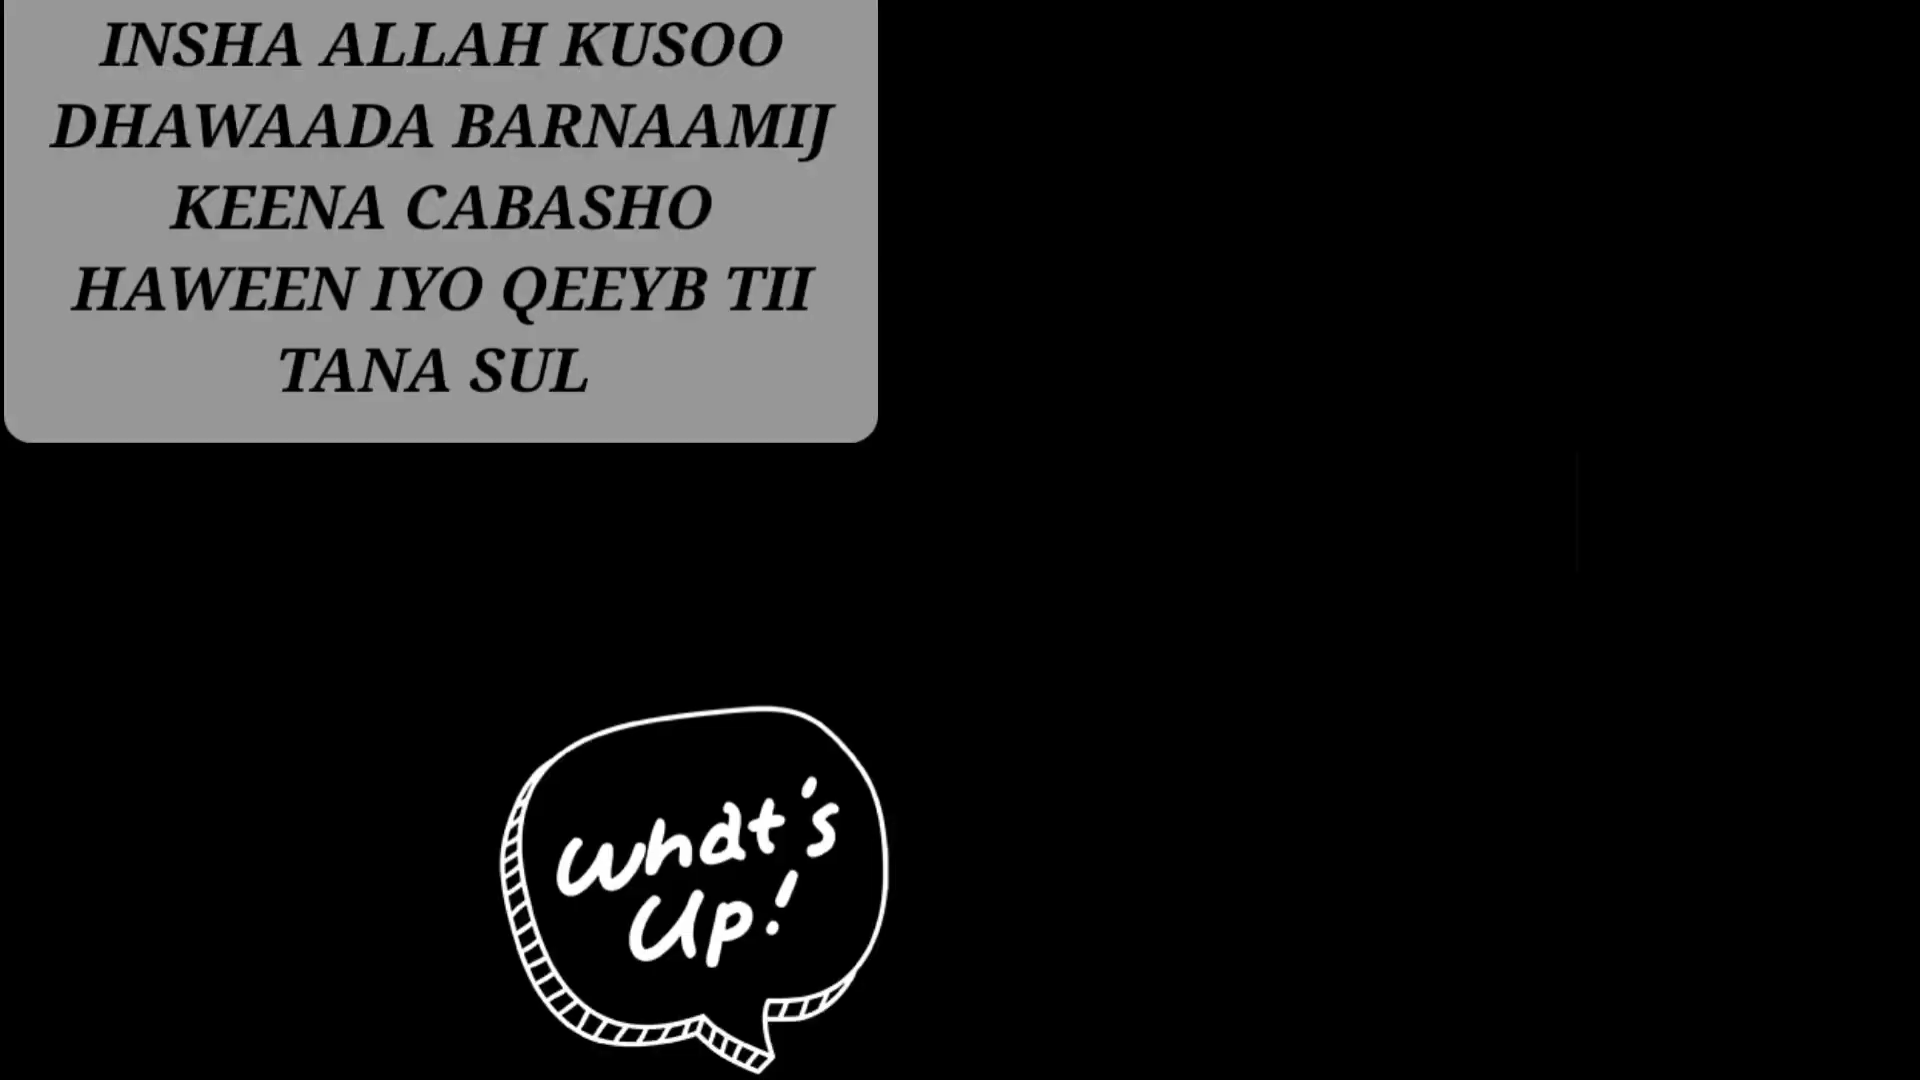 INSHA ALLAH KUSOO
DHAWAADA BARNAAMIJ
KEENA CABASHO
HAWEEN IYO QEEYB TII
TANA SUL
what's
Up!